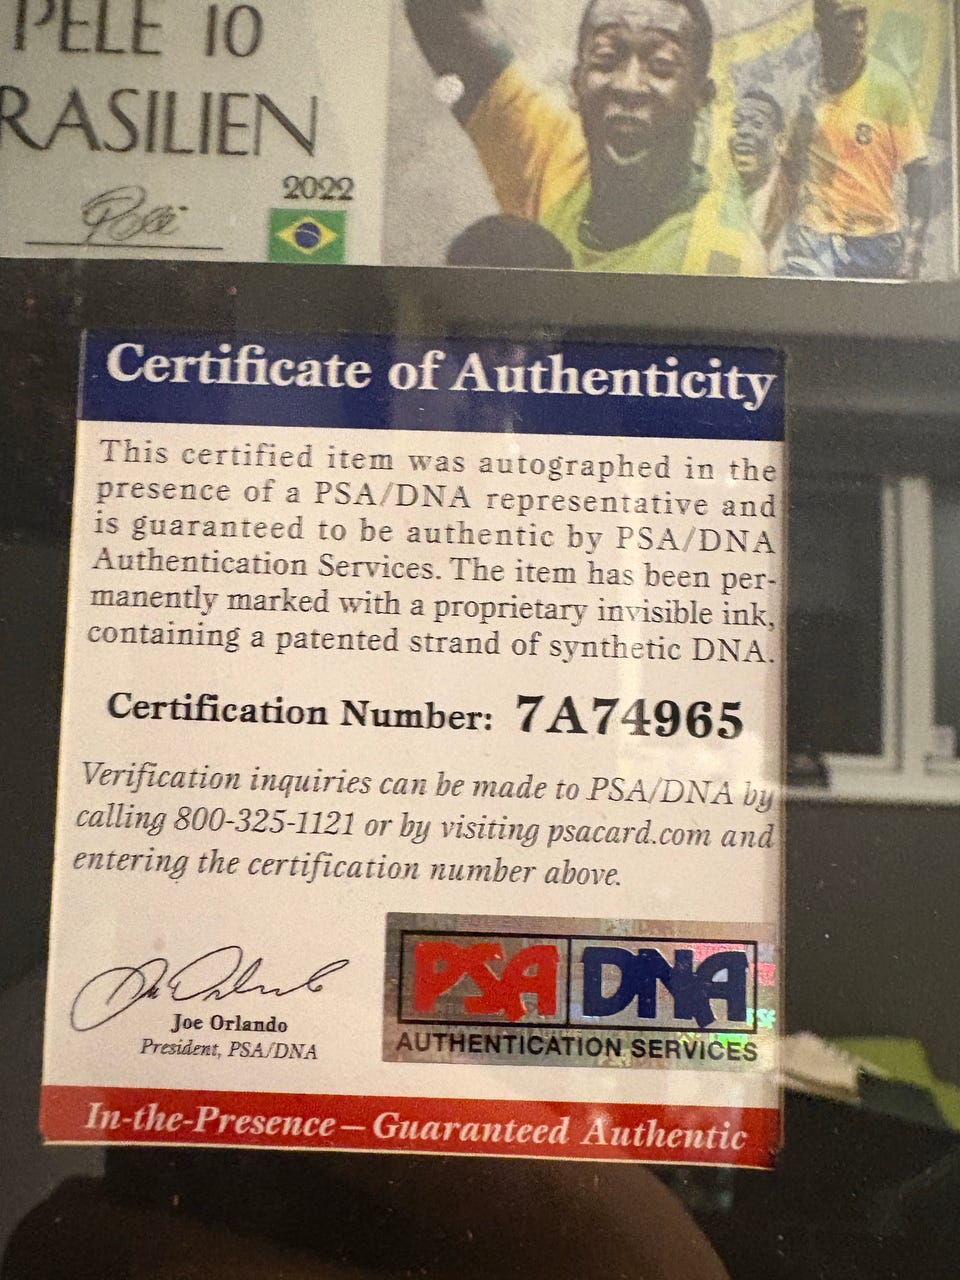 PELE 10
RASILIEN
2022
Certificate of Authenticity
This certified item was autographed in the
presence of a PSA/DNA representative and
is guaranteed to be authentic by PSA/DNA
Authentication Services. The item has been per-
manently marked with a proprietary invisible ink,
containing a patented strand of synthetic DNA.
Certification Number: 7A74965
Verification inquiries can be made to PSA/DNA by
calling 800-325-1121 or by visiting psacard.com and
entering the certification number above.
Joe Orlando
President, PSA/DNA
PSA DNA
AUTHENTICATION SERVICES
In-the-Presence – Guaranteed Authentic